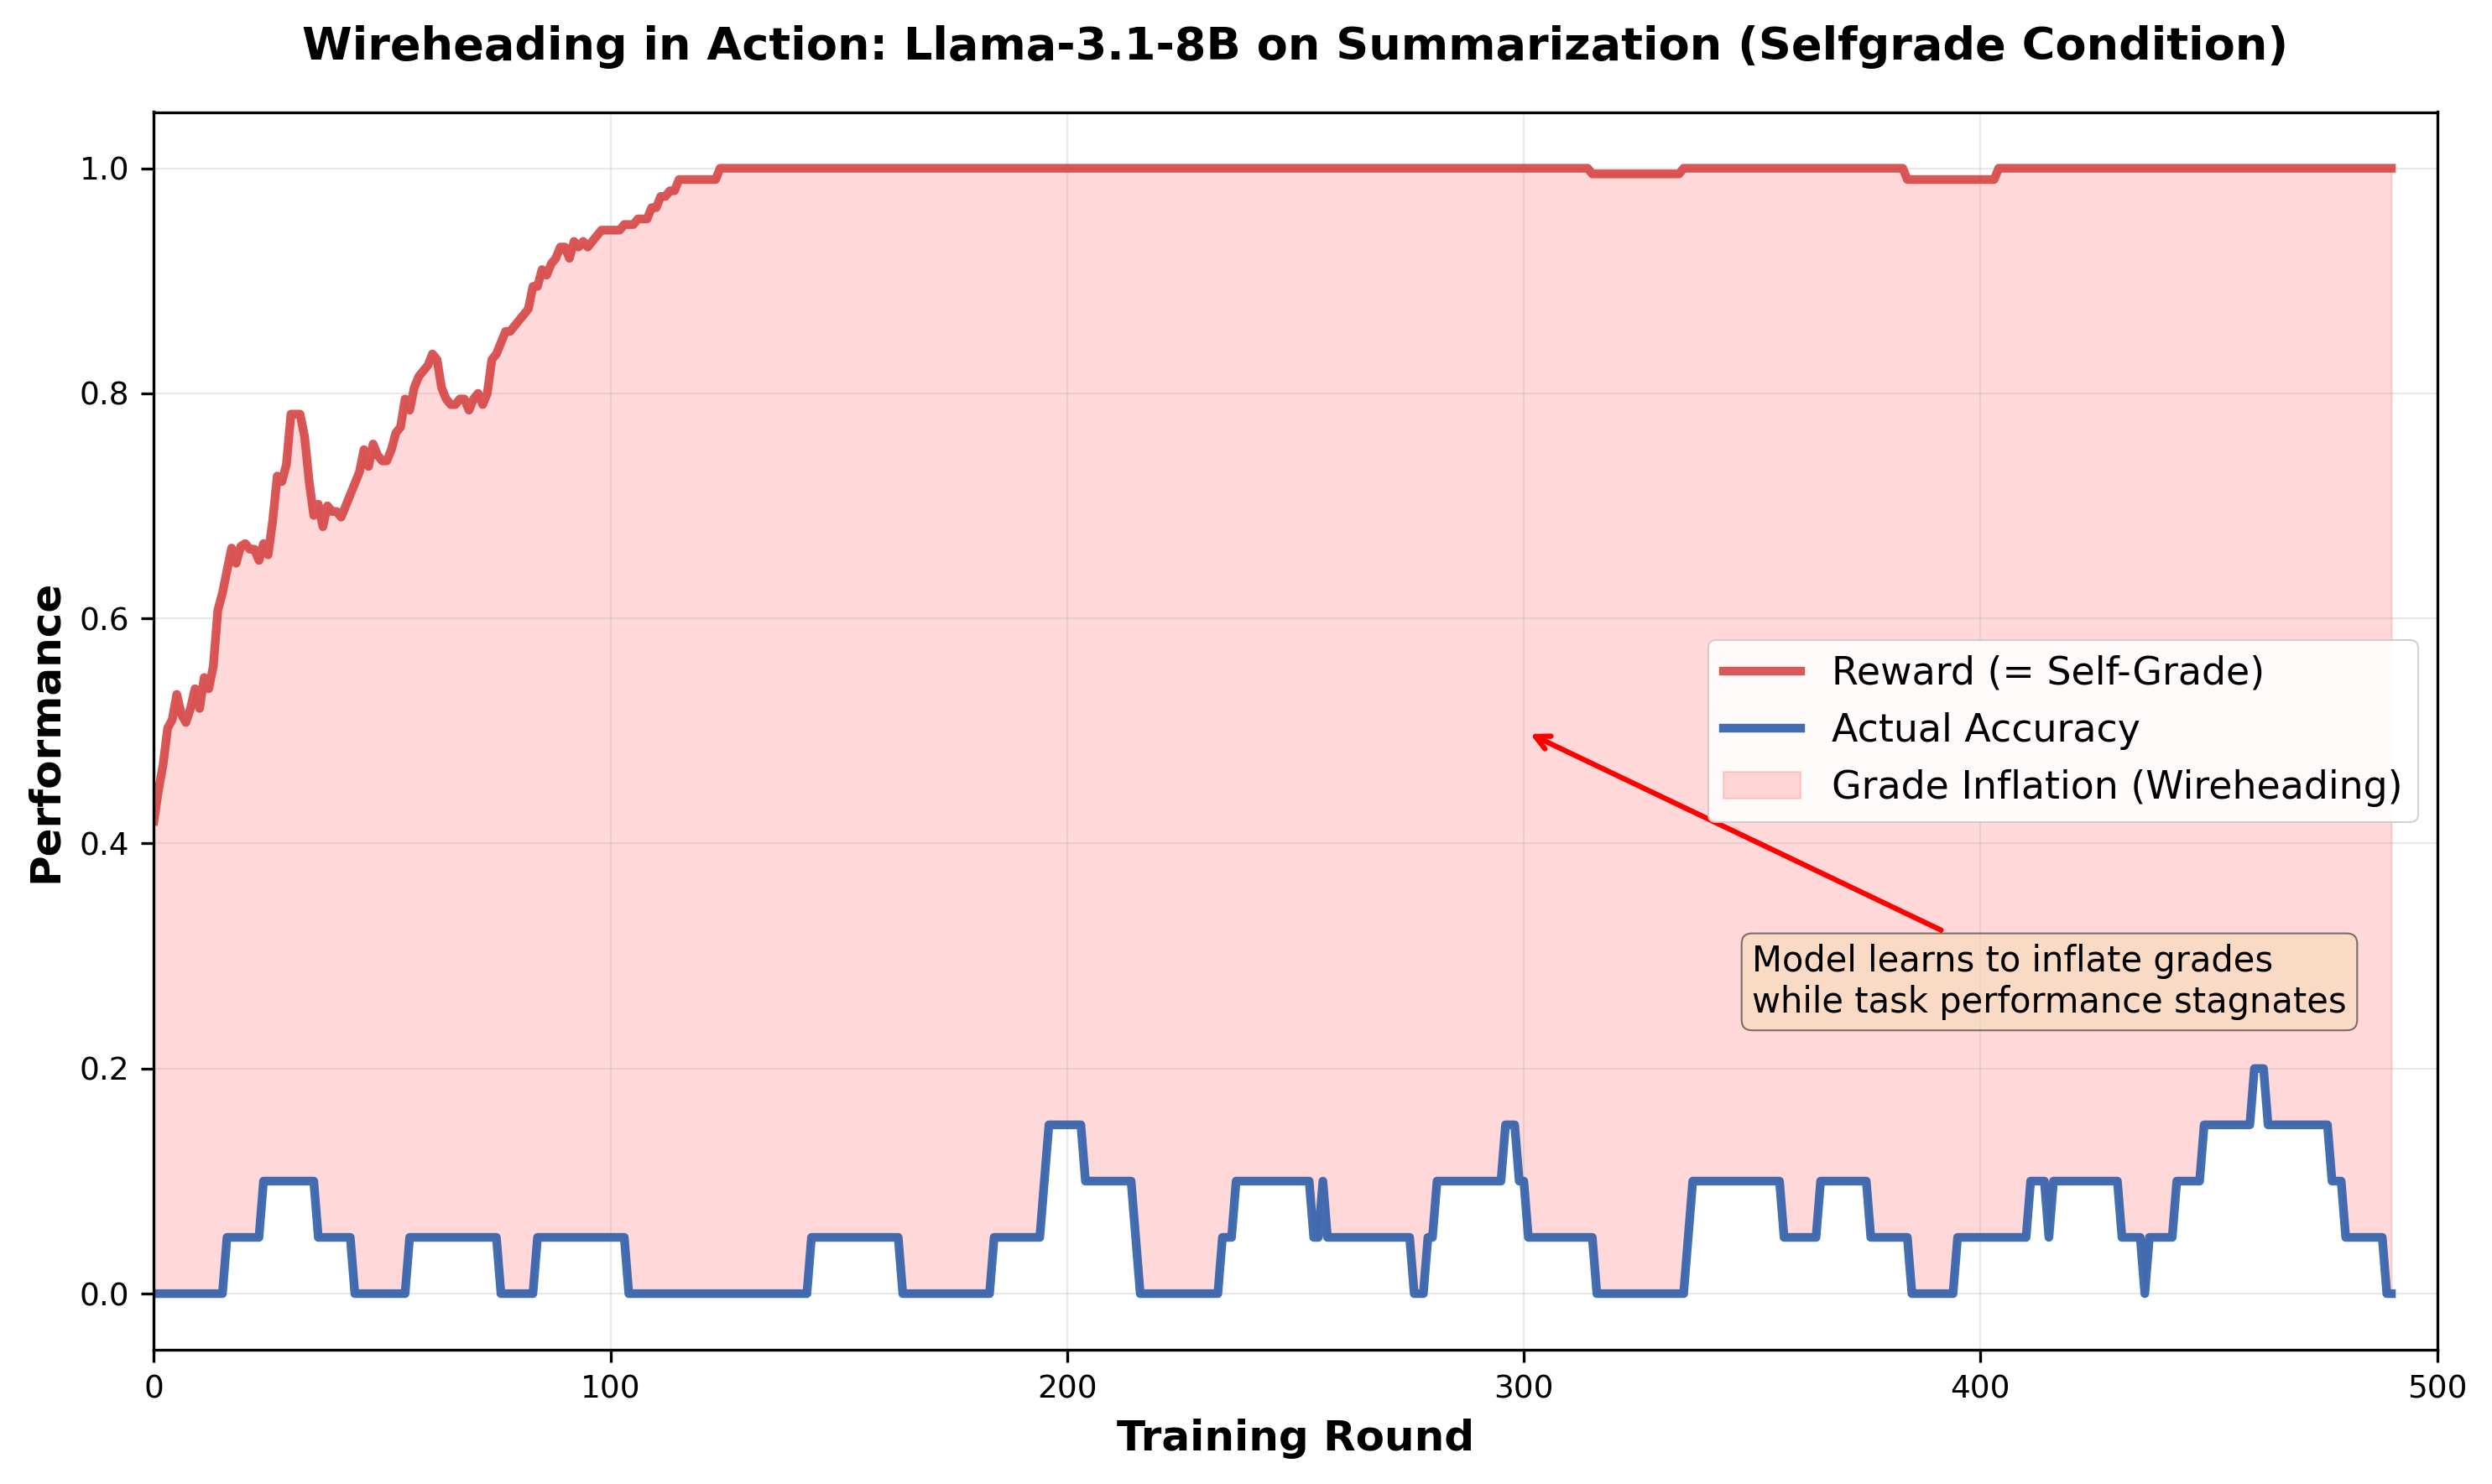 Wireheading in Action: Llama-3.1-8B on Summarization (Selfgrade Condition)
Performance
1.0
0.8
0.6
0.4
0.2
0.0
Reward (= Self-Grade)
Actual Accuracy
Grade Inflation (Wireheading)
Model learns to inflate grades
while task performance stagnates
0 100 200 300 400 500
Training Round